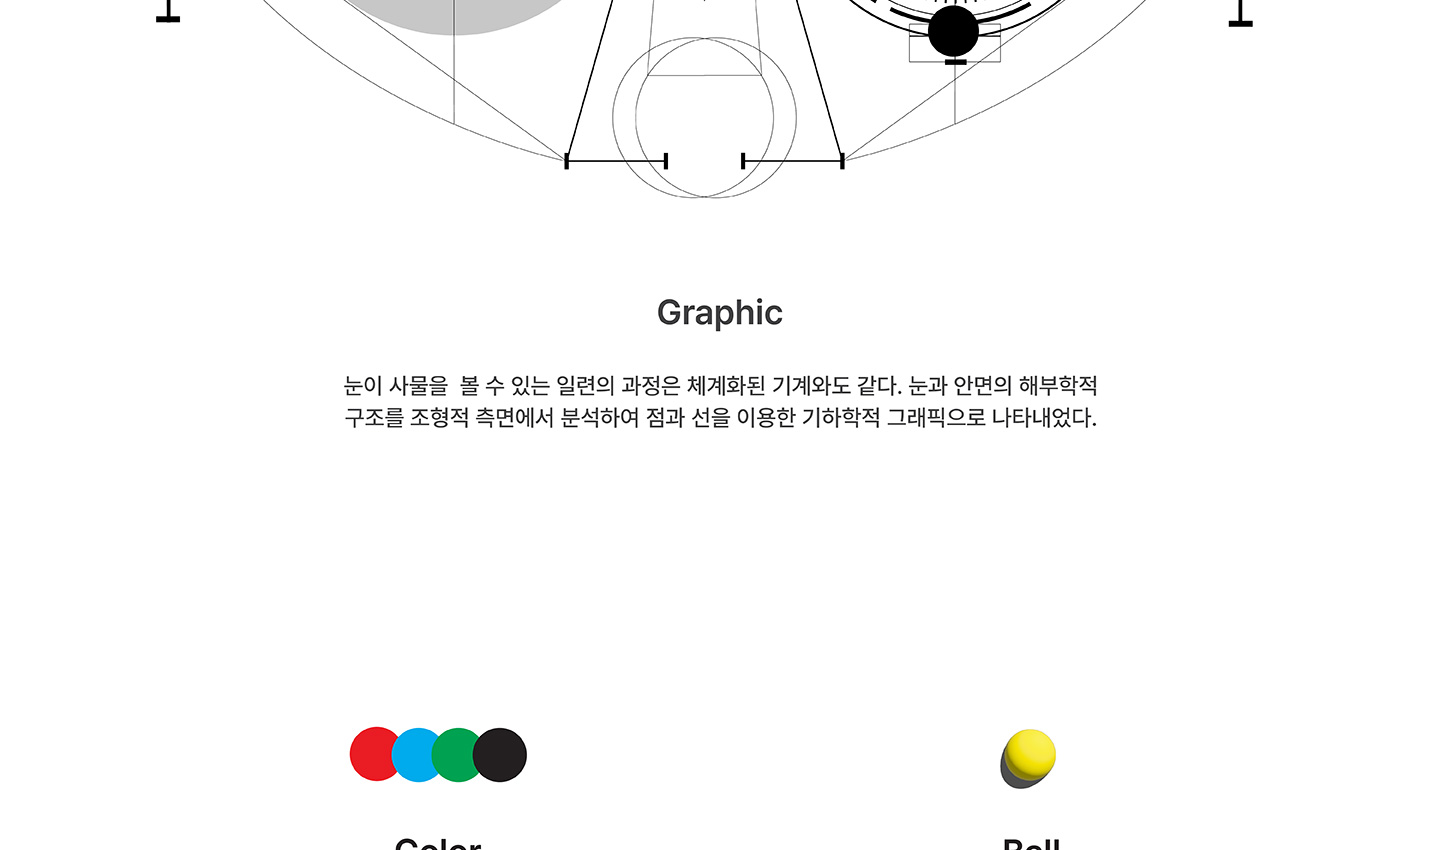 Graphic
눈이 사물을 볼 수 있는 일련의 과정은 체계화된 기계와도 같다. 눈과 안면의 해부학적
구조를 조형적 측면에서 분석하여 점과 선을 이용한 기하학적 그래픽으로 나타내었다.
Color
Ball